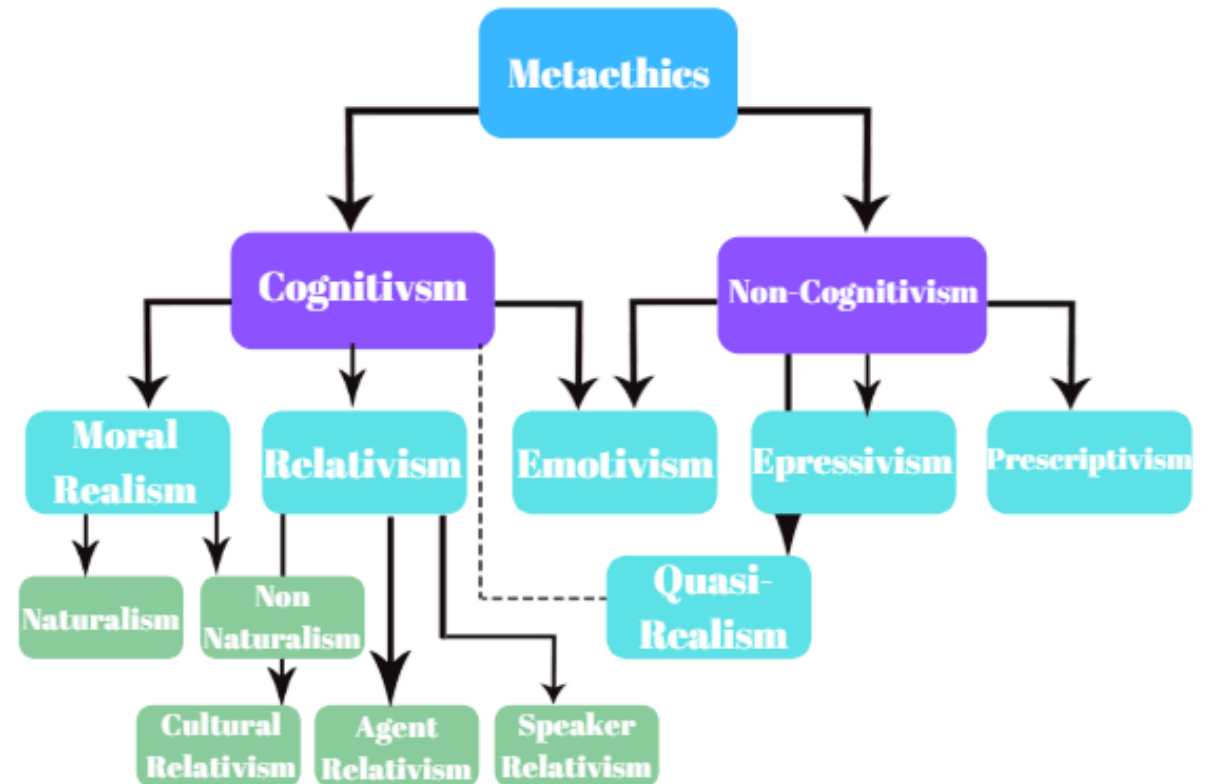 Metaethics
Cognitivsm
Non-Cognitivism
Moral
Realism
Relativism
Emotivism
Epressivism
Prescriptivism
Naturalism
Non
Naturalism
Quasi-
Realism
Cultural
Relativism
Agent
Relativism
Speaker
Relativism